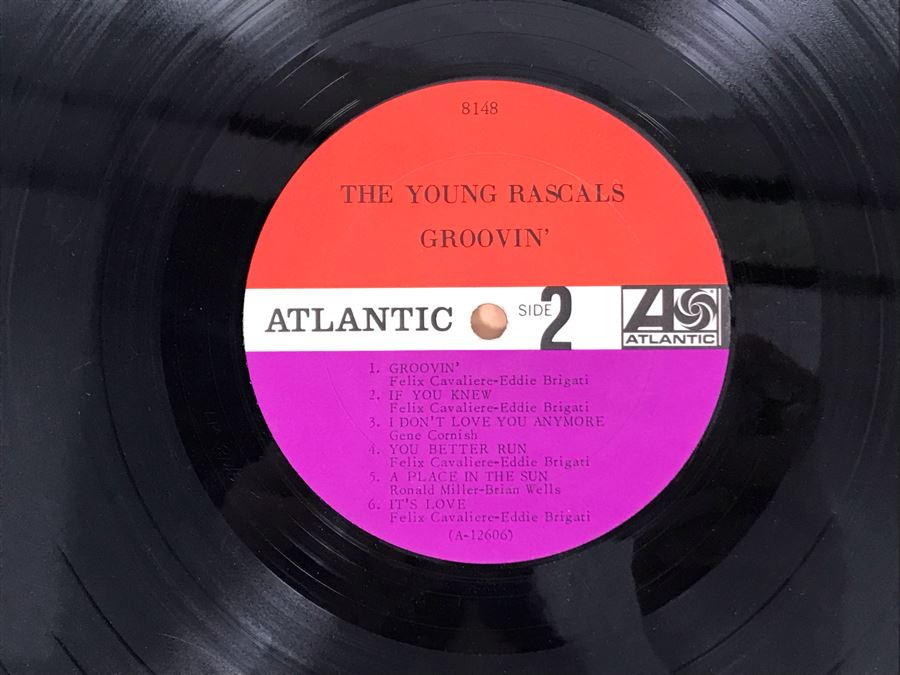 8148
THE YOUNG RASCALS
GROOVIN'
ATLANTIC
SIDE 2
ATLANTIC
1. GROOVIN'
Felix Cavaliere-Eddie Brigati
2. IF YOU KNEW
Felix Cavaliere-Eddie Brigati
3. I DON'T LOVE YOU ANYMORE
Gene Cornish
4. YOU BETTER RUN
Felix Cavaliere-Eddie Brigati
5. A PLACE IN THE SUN
Ronald Miller-Brian Wells
6. IT'S LOVE
Felix Cavaliere-Eddie Brigati
(A-12606)